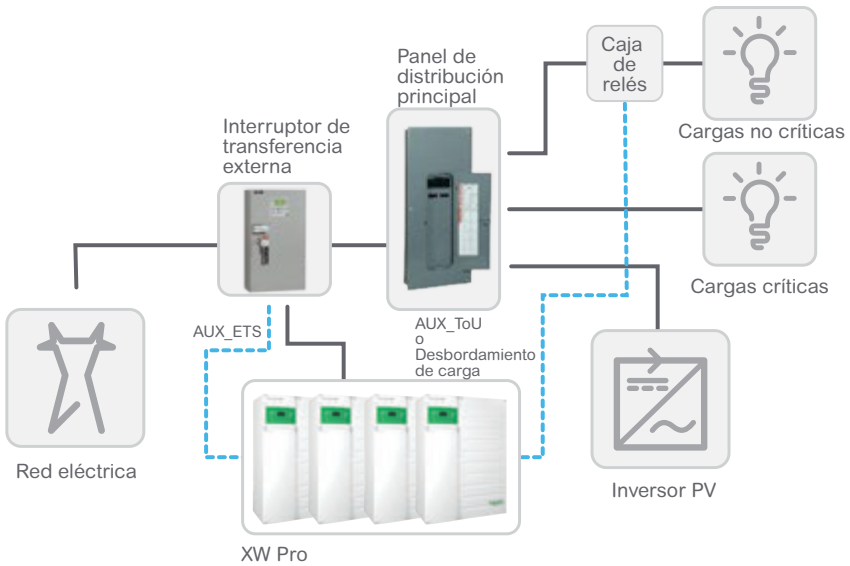 Caja
de
relés
Panel de
distribución
principal
Cargas no críticas
Interruptor de
transferencia
externa
Cargas críticas
AUX_ETS
AUX_ToU
o
Desbordamiento
de carga
Red eléctrica
Inversor PV
XW Pro